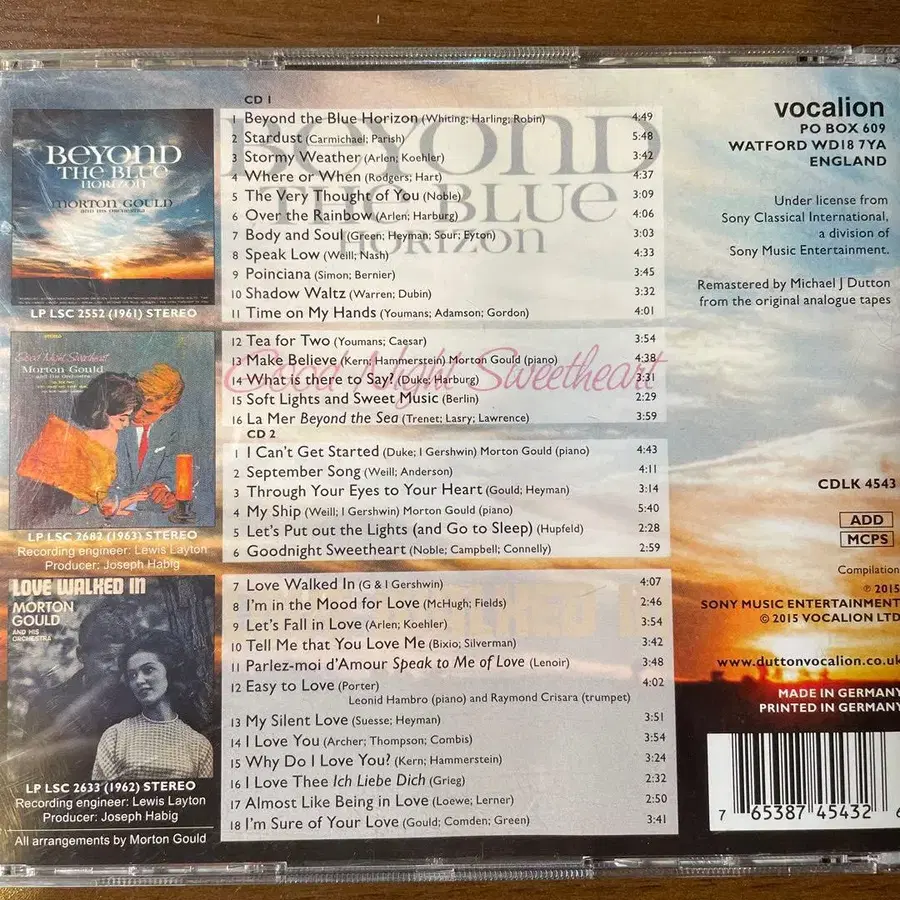 BEYOND
THE BLUE
HORIZON
MORTON GOULD
and his orchestra
LP LSC 2552 (1961) STEREO
Good Night Sweetheart
Morton Gould
and his Orchestra
LP LSC 2682 (1963) STEREO
Recording engineer: Lewis Layton
Producer: Joseph Habig
LOVE WALKED IN
MORTON
GOULD
AND HIS
ORCHESTRA
LP LSC 2633 (1962) STEREO
Recording engineer: Lewis Layton
Producer: Joseph Habig
All arrangements by Morton Gould
BEYOND
THE BLUE
HORIZON
Good Night Sweetheart
CD 1
1 Beyond the Blue Horizon (Whiting; Harling; Robin) 4:49
2 Stardust (Carmichael; Parish) 5:48
3 Stormy Weather (Arlen; Koehler) 3:42
4 Where or When (Rodgers; Hart) 4:37
5 The Very Thought of You (Noble) 3:09
6 Over the Rainbow (Arlen; Harburg) 4:06
7 Body and Soul (Green; Heyman; Sour; Eyton) 3:03
8 Speak Low (Weill; Nash) 4:33
9 Poinciana (Simon; Bernier) 3:45
10 Shadow Waltz (Warren; Dubin) 3:32
11 Time on My Hands (Youmans; Adamson; Gordon) 4:01
12 Tea for Two (Youmans; Caesar) 3:54
13 Make Believe (Kern; Hammerstein) Morton Gould (piano) 4:38
14 What is there to Say? (Duke; Harburg) 3:31
15 Soft Lights and Sweet Music (Berlin) 2:29
16 La Mer Beyond the Sea (Trenet; Lasry; Lawrence) 3:59
CD 2
1 I Can't Get Started (Duke; I Gershwin) Morton Gould (piano) 4:43
2 September Song (Weill; Anderson) 4:11
3 Through Your Eyes to Your Heart (Gould; Heyman) 3:14
4 My Ship (Weill; I Gershwin) Morton Gould (piano) 5:40
5 Let's Put out the Lights (and Go to Sleep) (Hupfeld) 2:28
6 Goodnight Sweetheart (Noble; Campbell; Connelly) 2:59
7 Love Walked In (G & I Gershwin) 4:07
8 I'm in the Mood for Love (McHugh; Fields) 2:46
9 Let's Fall in Love (Arlen; Koehler) 3:54
10 Tell Me that You Love Me (Bixio; Silverman) 3:42
11 Parlez-moi d'Amour Speak to Me of Love (Lenoir) 3:48
12 Easy to Love (Porter) 4:02
Leonid Hambro (piano) and Raymond Crisara (trumpet)
13 My Silent Love (Suesse; Heyman) 3:51
14 I Love You (Archer; Thompson; Combis) 3:54
15 Why Do I Love You? (Kern; Hammerstein) 3:24
16 I Love Thee Ich Liebe Dich (Grieg) 2:32
17 Almost Like Being in Love (Loewe; Lerner) 2:50
18 I'm Sure of Your Love (Gould; Comden; Green) 3:41
vocalion
PO BOX 609
WATFORD WD18 7YA
ENGLAND
Under license from
Sony Classical International,
a division of
Sony Music Entertainment.
Remastered by Michael J Dutton
from the original analogue tapes
CDLK 4543
ADD
MCPS
Compilation
℗ 2015
SONY MUSIC ENTERTAINMENT
© 2015 VOCALION LTD
www.duttonvocalion.co.uk
MADE IN GERMANY
PRINTED IN GERMANY
7 65387 45432 6